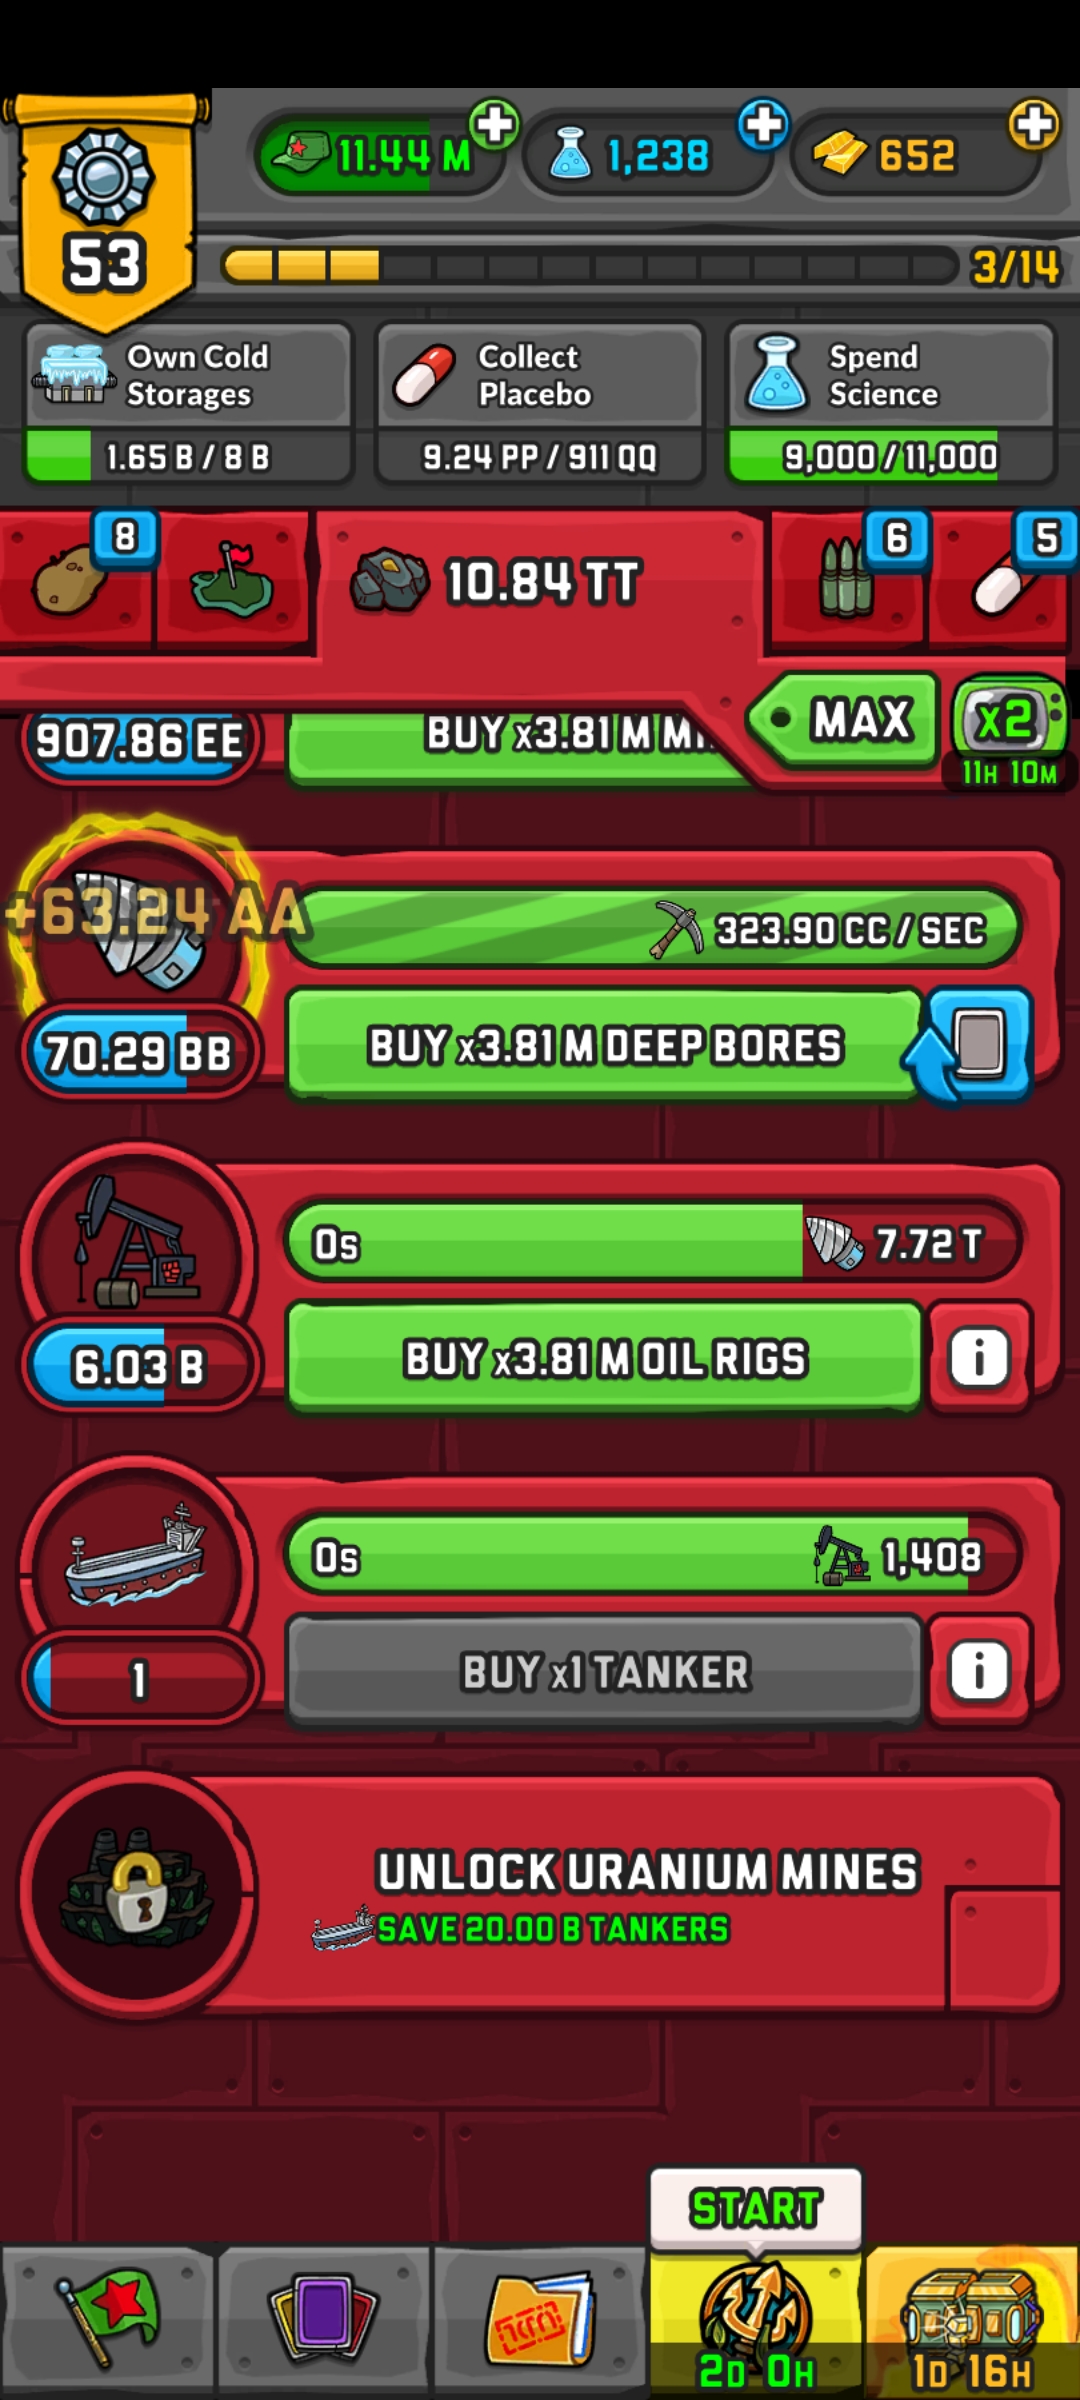 53
11.44 M
1,238
652
3/14
Own Cold
Storages
1.65 B / 8 B
Collect
Placebo
9.24 PP / 911 QQ
Spend
Science
9,000 / 11,000
8
10.84 TT
6
5
907.86 EE
BUY x3.81 M MI...
MAX
x2
11H 10M
+63.24 AA
323.90 CC / SEC
70.29 BB
BUY x3.81 M DEEP BORES
0s
7.72 T
6.03 B
BUY x3.81 M OIL RIGS
i
0s
1,408
1
BUY x1 TANKER
i
UNLOCK URANIUM MINES
SAVE 20.00 B TANKERS
START
2D 0H
1D 16H